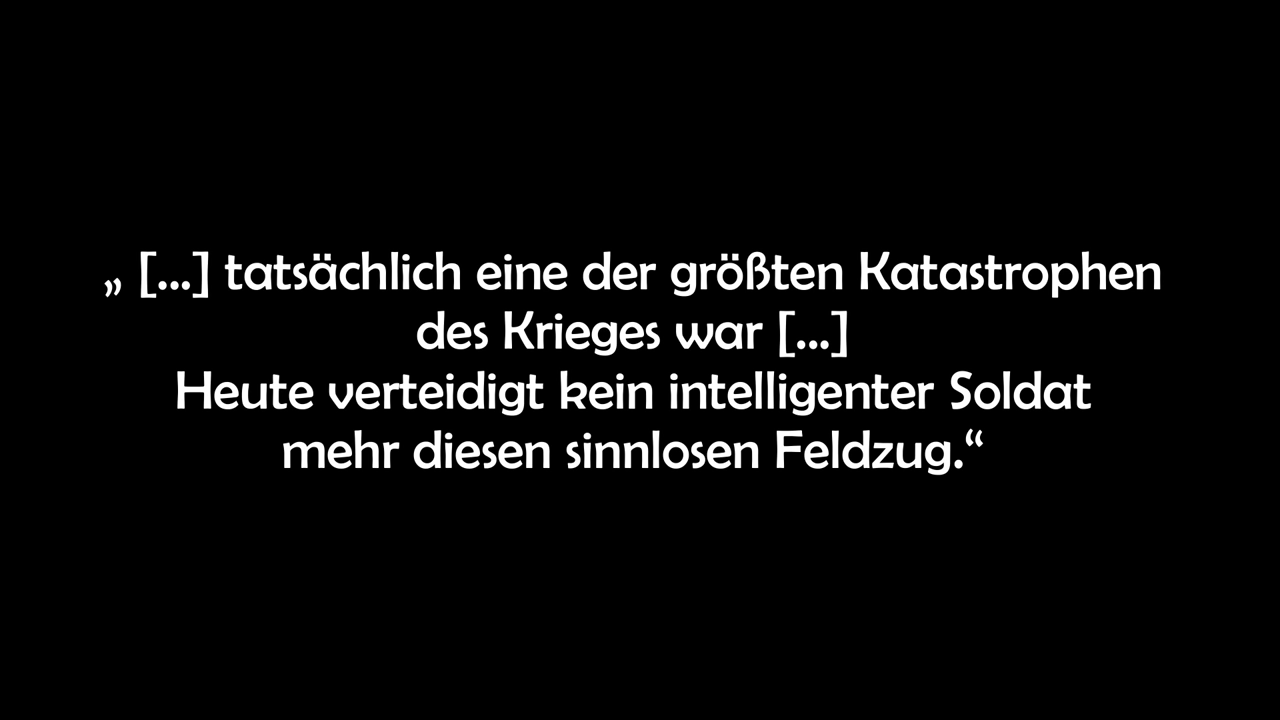 „ [...] tatsächlich eine der größten Katastrophen
des Krieges war [...]
Heute verteidigt kein intelligenter Soldat
mehr diesen sinnlosen Feldzug.“